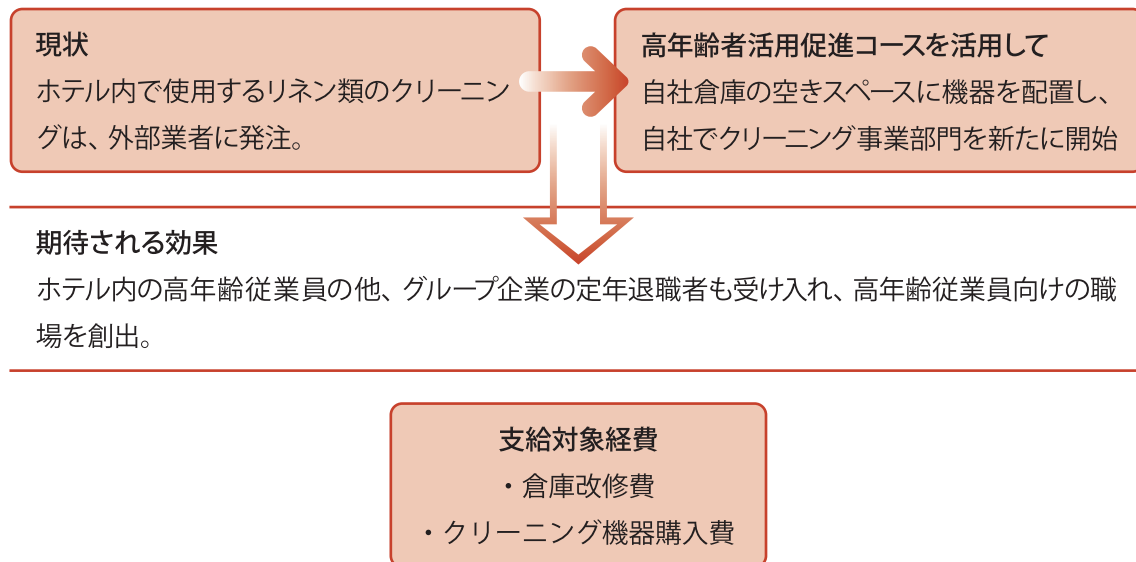 現状
ホテル内で使用するリネン類のクリーニン
グは、外部業者に発注。
高年齢者活用促進コースを活用して
自社倉庫の空きスペースに機器を配置し、
自社でクリーニング事業部門を新たに開始
期待される効果
ホテル内の高年齢従業員の他、グループ企業の定年退職者も受け入れ、高年齢従業員向けの職
場を創出。
支給対象経費
・倉庫改修費
・クリーニング機器購入費